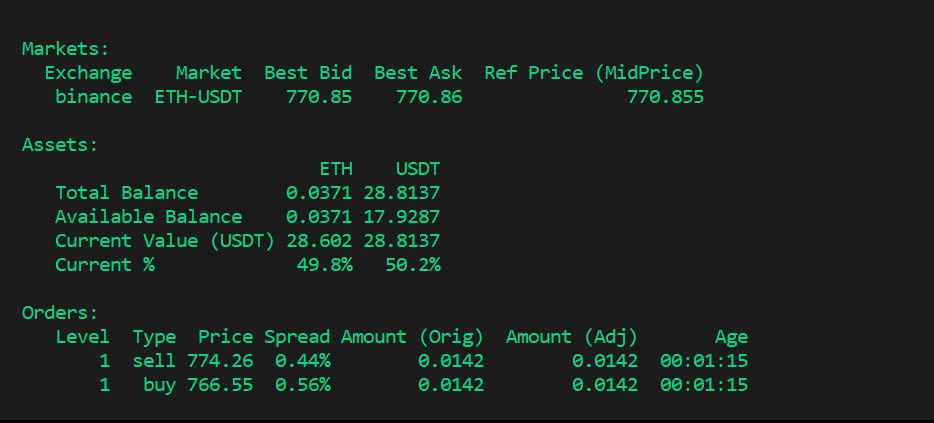 Markets:
Exchange Market Best Bid Best Ask Ref Price (MidPrice)
binance ETH-USDT 770.85 770.86 770.855
Assets:
ETH USDT
Total Balance 0.0371 28.8137
Available Balance 0.0371 17.9287
Current Value (USDT) 28.602 28.8137
Current % 49.8% 50.2%
Orders:
Level Type Price Spread Amount (Orig) Amount (Adj) Age
1 sell 774.26 0.44% 0.0142 0.0142 00:01:15
1 buy 766.55 0.56% 0.0142 0.0142 00:01:15